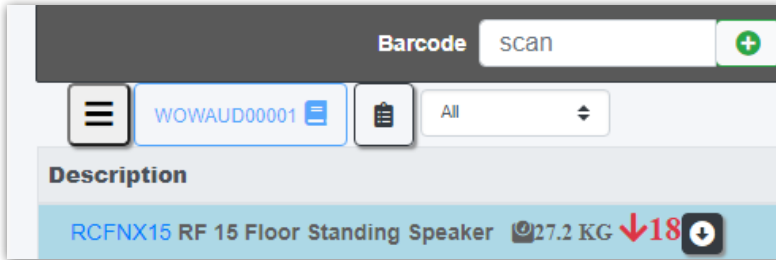 Barcode scan
WOWAUD00001 All
Description
RCFNX15 RF 15 Floor Standing Speaker 27.2 KG 18